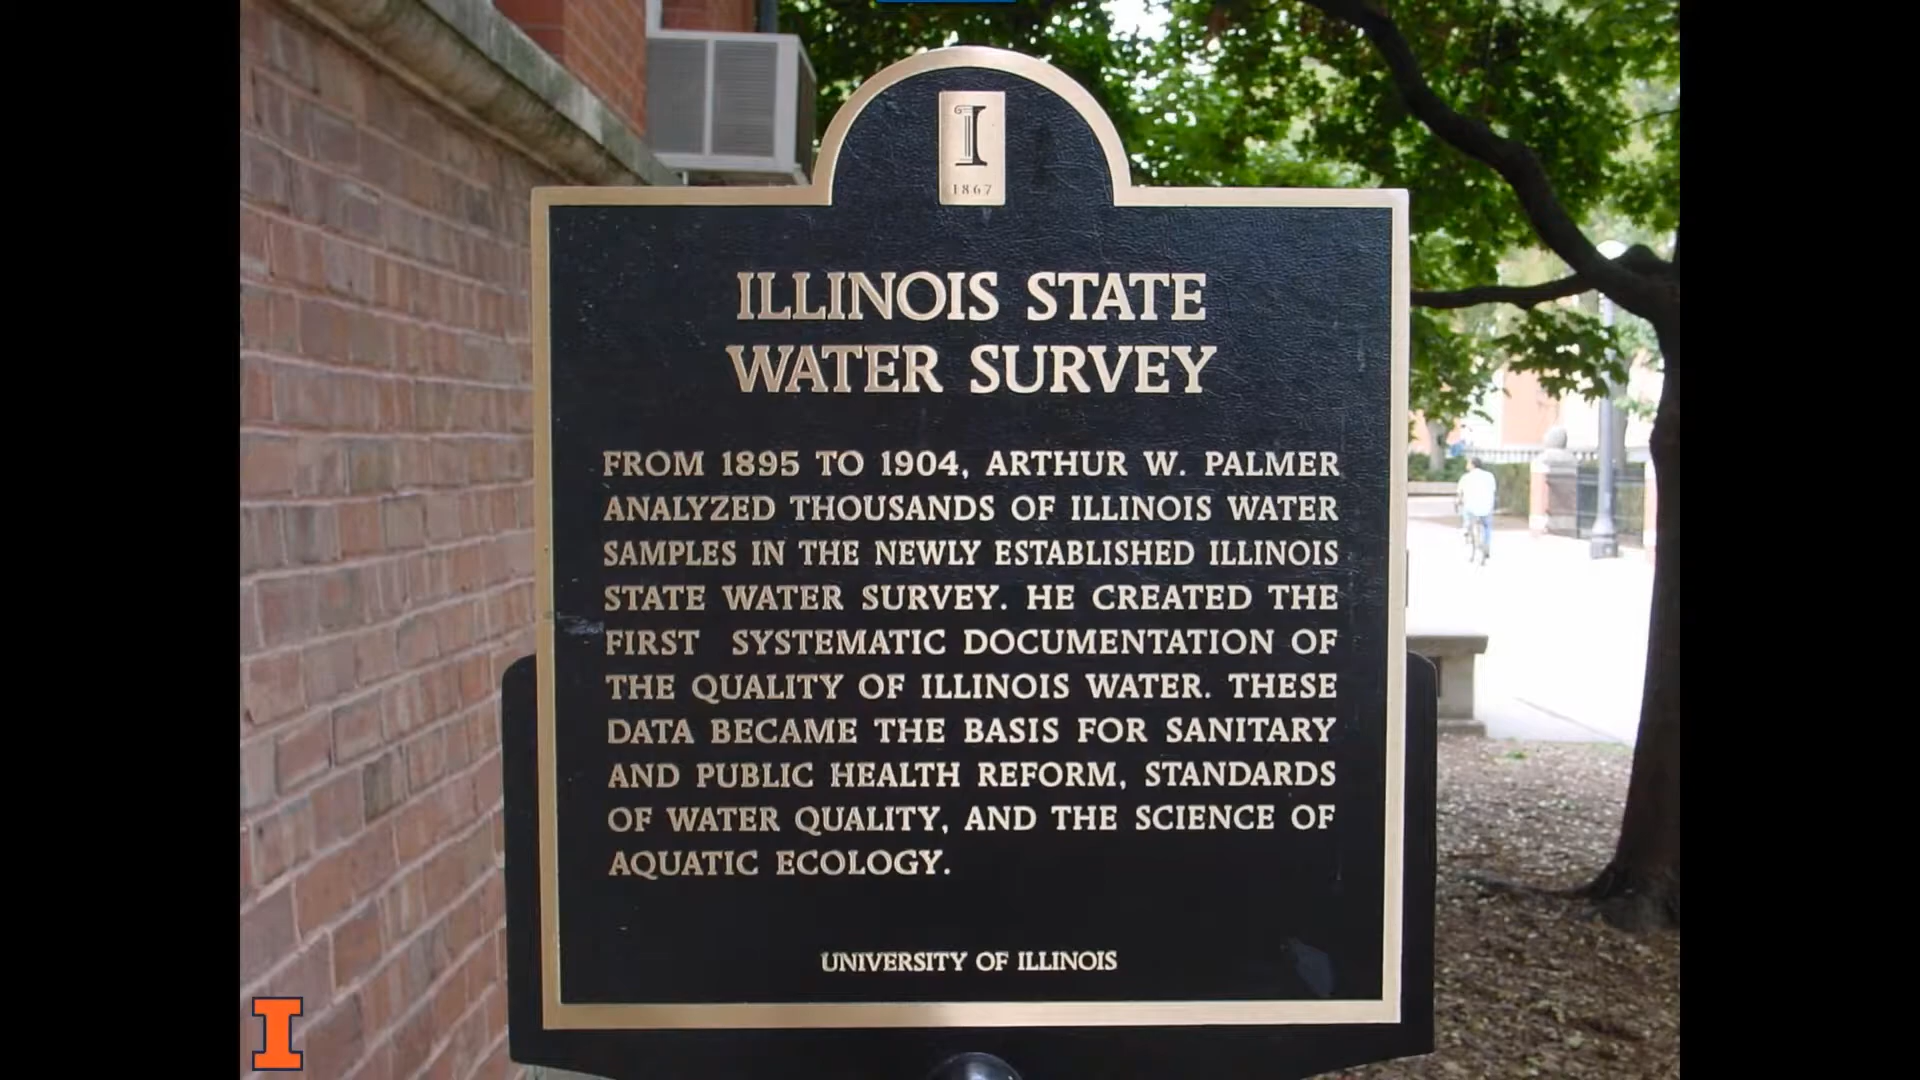 I
1867
ILLINOIS STATE
WATER SURVEY
FROM 1895 TO 1904, ARTHUR W. PALMER
ANALYZED THOUSANDS OF ILLINOIS WATER
SAMPLES IN THE NEWLY ESTABLISHED ILLINOIS
STATE WATER SURVEY. HE CREATED THE
FIRST SYSTEMATIC DOCUMENTATION OF
THE QUALITY OF ILLINOIS WATER. THESE
DATA BECAME THE BASIS FOR SANITARY
AND PUBLIC HEALTH REFORM, STANDARDS
OF WATER QUALITY, AND THE SCIENCE OF
AQUATIC ECOLOGY.
UNIVERSITY OF ILLINOIS
I